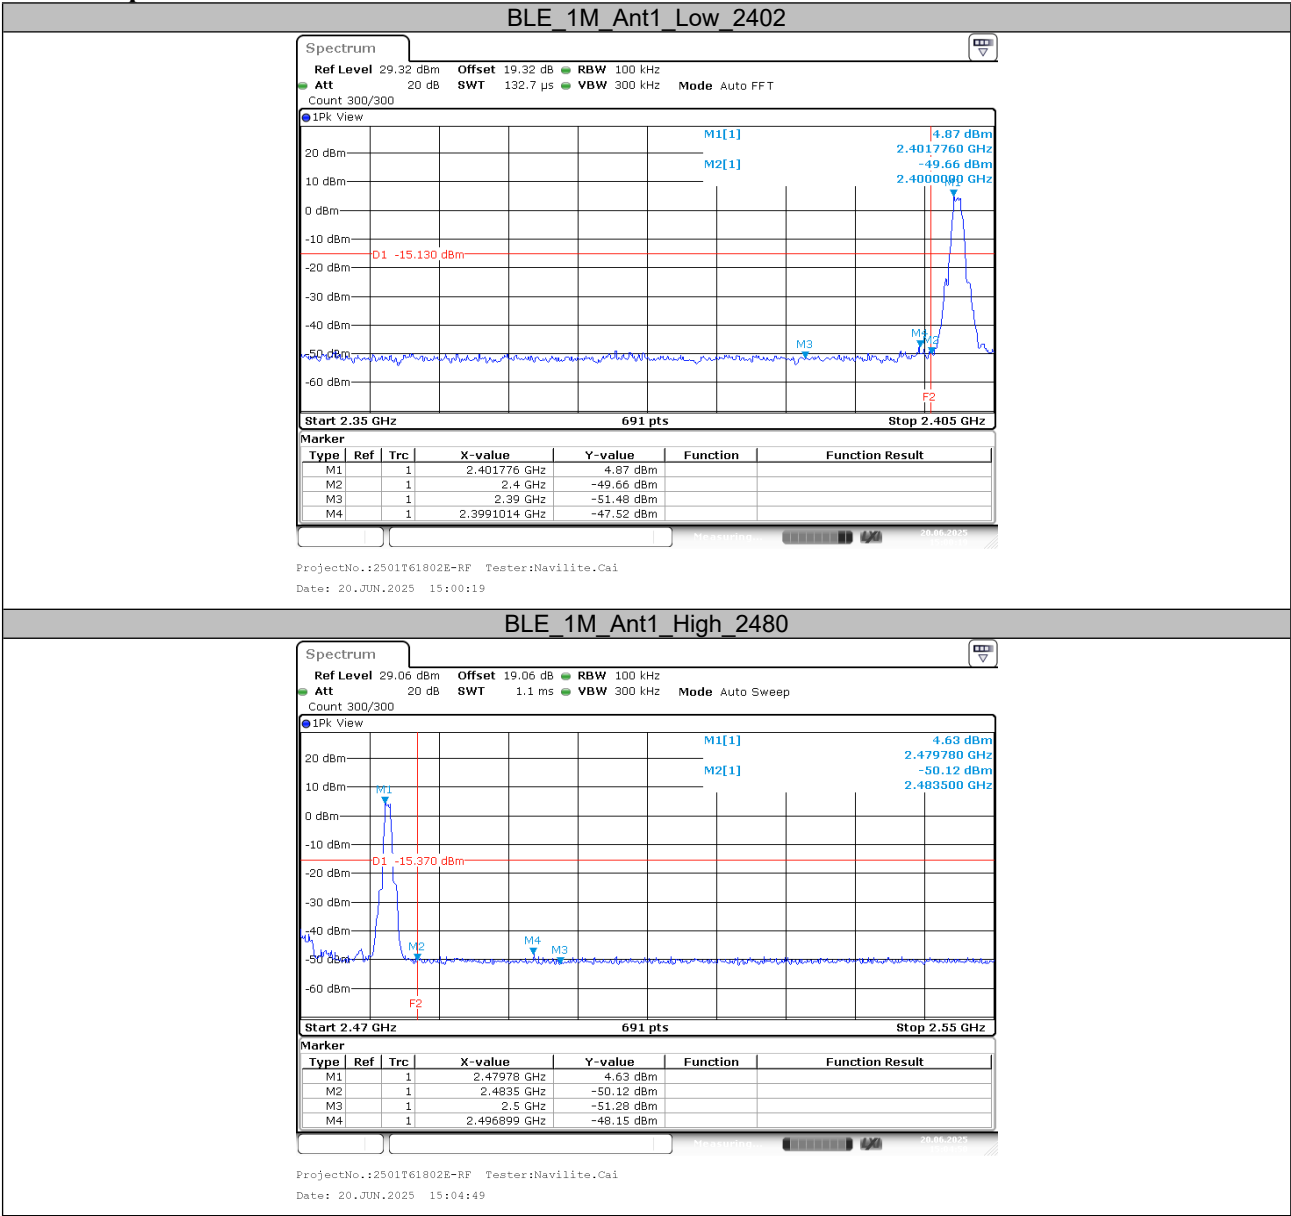 BLE_1M_Ant1_Low_2402
Spectrum
Ref Level 29.32 dBm Offset 19.32 dB RBW 100 kHz
Att 20 dB SWT 132.7 µs VBW 300 kHz Mode Auto FFT
Count 300/300
1Pk View
M1[1] 4.87 dBm
2.4017760 GHz
M2[1] -49.66 dBm
2.4000000 GHz
M1
20 dBm
10 dBm
0 dBm
-10 dBm
D1 -15.130 dBm
-20 dBm
-30 dBm
-40 dBm
M3 M4 M2
-50 dBm
-60 dBm
F2
Start 2.35 GHz 691 pts Stop 2.405 GHz
Marker
Type Ref Trc X-value Y-value Function Function Result
M1 1 2.401776 GHz 4.87 dBm
M2 1 2.4 GHz -49.66 dBm
M3 1 2.39 GHz -51.48 dBm
M4 1 2.3991014 GHz -47.52 dBm
Measuring... 20.06.2025
ProjectNo.:2501T61802E-RF Tester:Navilite.Cai
Date: 20.JUN.2025 15:00:19
BLE_1M_Ant1_High_2480
Spectrum
Ref Level 29.06 dBm Offset 19.06 dB RBW 100 kHz
Att 20 dB SWT 1.1 ms VBW 300 kHz Mode Auto Sweep
Count 300/300
1Pk View
M1[1] 4.63 dBm
2.479780 GHz
M2[1] -50.12 dBm
2.483500 GHz
20 dBm
10 dBm
M1
0 dBm
-10 dBm
D1 -15.370 dBm
-20 dBm
-30 dBm
-40 dBm
M2 M4 M3
-50 dBm
-60 dBm
F2
Start 2.47 GHz 691 pts Stop 2.55 GHz
Marker
Type Ref Trc X-value Y-value Function Function Result
M1 1 2.47978 GHz 4.63 dBm
M2 1 2.4835 GHz -50.12 dBm
M3 1 2.5 GHz -51.28 dBm
M4 1 2.496899 GHz -48.15 dBm
Measuring... 20.06.2025
ProjectNo.:2501T61802E-RF Tester:Navilite.Cai
Date: 20.JUN.2025 15:04:49